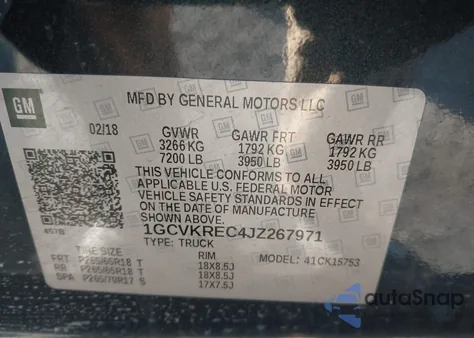 GM
MFD BY GENERAL MOTORS LLC
02/18 GVWR GAWR FRT GAWR RR
3266 KG 1792 KG 1792 KG
7200 LB 3950 LB 3950 LB
THIS VEHICLE CONFORMS TO ALL
APPLICABLE U.S. FEDERAL MOTOR
VEHICLE SAFETY STANDARDS IN EFFECT
ON THE DATE OF MANUFACTURE
SHOWN ABOVE.
1GCVKREC4JZ267971
TYPE: TRUCK MODEL: 41CK15753
457B
TIRE SIZE RIM
FRT P265/65R18 T 18X8.5J
RR P265/65R18 T 18X8.5J
SPA P265/70R17 S 17X7.5J
autoSnap